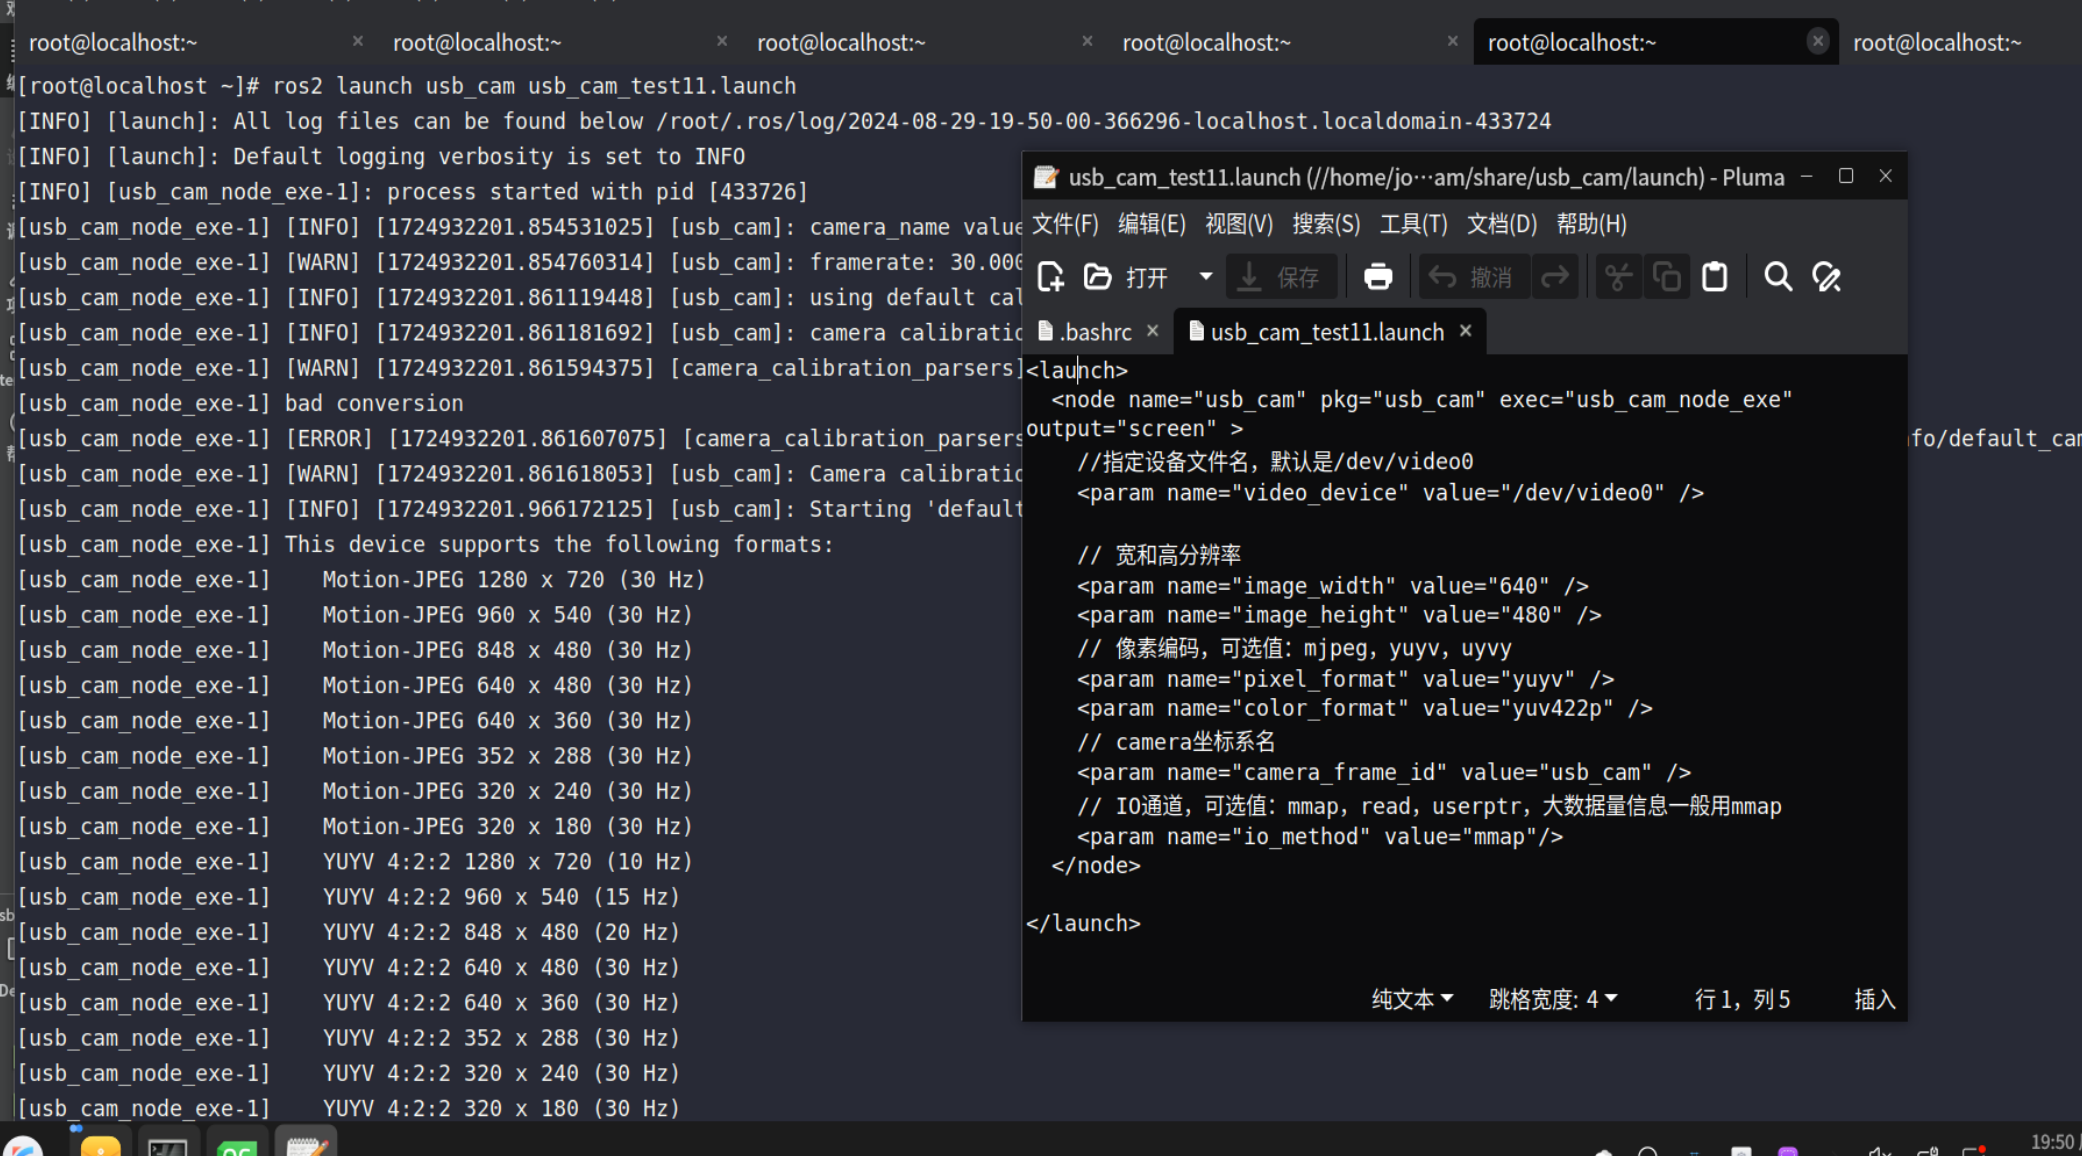 root@localhost:~ × root@localhost:~ × root@localhost:~ × root@localhost:~ × root@localhost:~ × root@localhost:~
[root@localhost ~]# ros2 launch usb_cam usb_cam_test11.launch
[INFO] [launch]: All log files can be found below /root/.ros/log/2024-08-29-19-50-00-366296-localhost.localdomain-433724
[INFO] [launch]: Default logging verbosity is set to INFO
[INFO] [usb_cam_node_exe-1]: process started with pid [433726]
[usb_cam_node_exe-1] [INFO] [1724932201.854531025] [usb_cam]: camera_name value
[usb_cam_node_exe-1] [WARN] [1724932201.854760314] [usb_cam]: framerate: 30.000
[usb_cam_node_exe-1] [INFO] [1724932201.861119448] [usb_cam]: using default cal
[usb_cam_node_exe-1] [INFO] [1724932201.861181692] [usb_cam]: camera calibratio
[usb_cam_node_exe-1] [WARN] [1724932201.861594375] [camera_calibration_parsers]
[usb_cam_node_exe-1] bad conversion
[usb_cam_node_exe-1] [ERROR] [1724932201.861607075] [camera_calibration_parsers fo/default_cam
[usb_cam_node_exe-1] [WARN] [1724932201.861618053] [usb_cam]: Camera calibratio
[usb_cam_node_exe-1] [INFO] [1724932201.966172125] [usb_cam]: Starting 'default
[usb_cam_node_exe-1] This device supports the following formats:
[usb_cam_node_exe-1] Motion-JPEG 1280 x 720 (30 Hz)
[usb_cam_node_exe-1] Motion-JPEG 960 x 540 (30 Hz)
[usb_cam_node_exe-1] Motion-JPEG 848 x 480 (30 Hz)
[usb_cam_node_exe-1] Motion-JPEG 640 x 480 (30 Hz)
[usb_cam_node_exe-1] Motion-JPEG 640 x 360 (30 Hz)
[usb_cam_node_exe-1] Motion-JPEG 352 x 288 (30 Hz)
[usb_cam_node_exe-1] Motion-JPEG 320 x 240 (30 Hz)
[usb_cam_node_exe-1] Motion-JPEG 320 x 180 (30 Hz)
[usb_cam_node_exe-1] YUYV 4:2:2 1280 x 720 (10 Hz)
[usb_cam_node_exe-1] YUYV 4:2:2 960 x 540 (15 Hz)
[usb_cam_node_exe-1] YUYV 4:2:2 848 x 480 (20 Hz)
[usb_cam_node_exe-1] YUYV 4:2:2 640 x 480 (30 Hz)
[usb_cam_node_exe-1] YUYV 4:2:2 640 x 360 (30 Hz)
[usb_cam_node_exe-1] YUYV 4:2:2 352 x 288 (30 Hz)
[usb_cam_node_exe-1] YUYV 4:2:2 320 x 240 (30 Hz)
[usb_cam_node_exe-1] YUYV 4:2:2 320 x 180 (30 Hz)
usb_cam_test11.launch (//home/jo···am/share/usb_cam/launch) - Pluma
文件(F) 编辑(E) 视图(V) 搜索(S) 工具(T) 文档(D) 帮助(H)
打开 保存 撤消
.bashrc × usb_cam_test11.launch ×
<launch>
<node name="usb_cam" pkg="usb_cam" exec="usb_cam_node_exe"
output="screen" >
//指定设备文件名，默认是/dev/video0
<param name="video_device" value="/dev/video0" />
// 宽和高分辨率
<param name="image_width" value="640" />
<param name="image_height" value="480" />
// 像素编码，可选值：mjpeg，yuyv，uyvy
<param name="pixel_format" value="yuyv" />
<param name="color_format" value="yuv422p" />
// camera坐标系名
<param name="camera_frame_id" value="usb_cam" />
// IO通道，可选值：mmap，read，userptr，大数据量信息一般用mmap
<param name="io_method" value="mmap"/>
</node>
</launch>
纯文本 跳格宽度: 4 行 1，列 5 插入
19:50